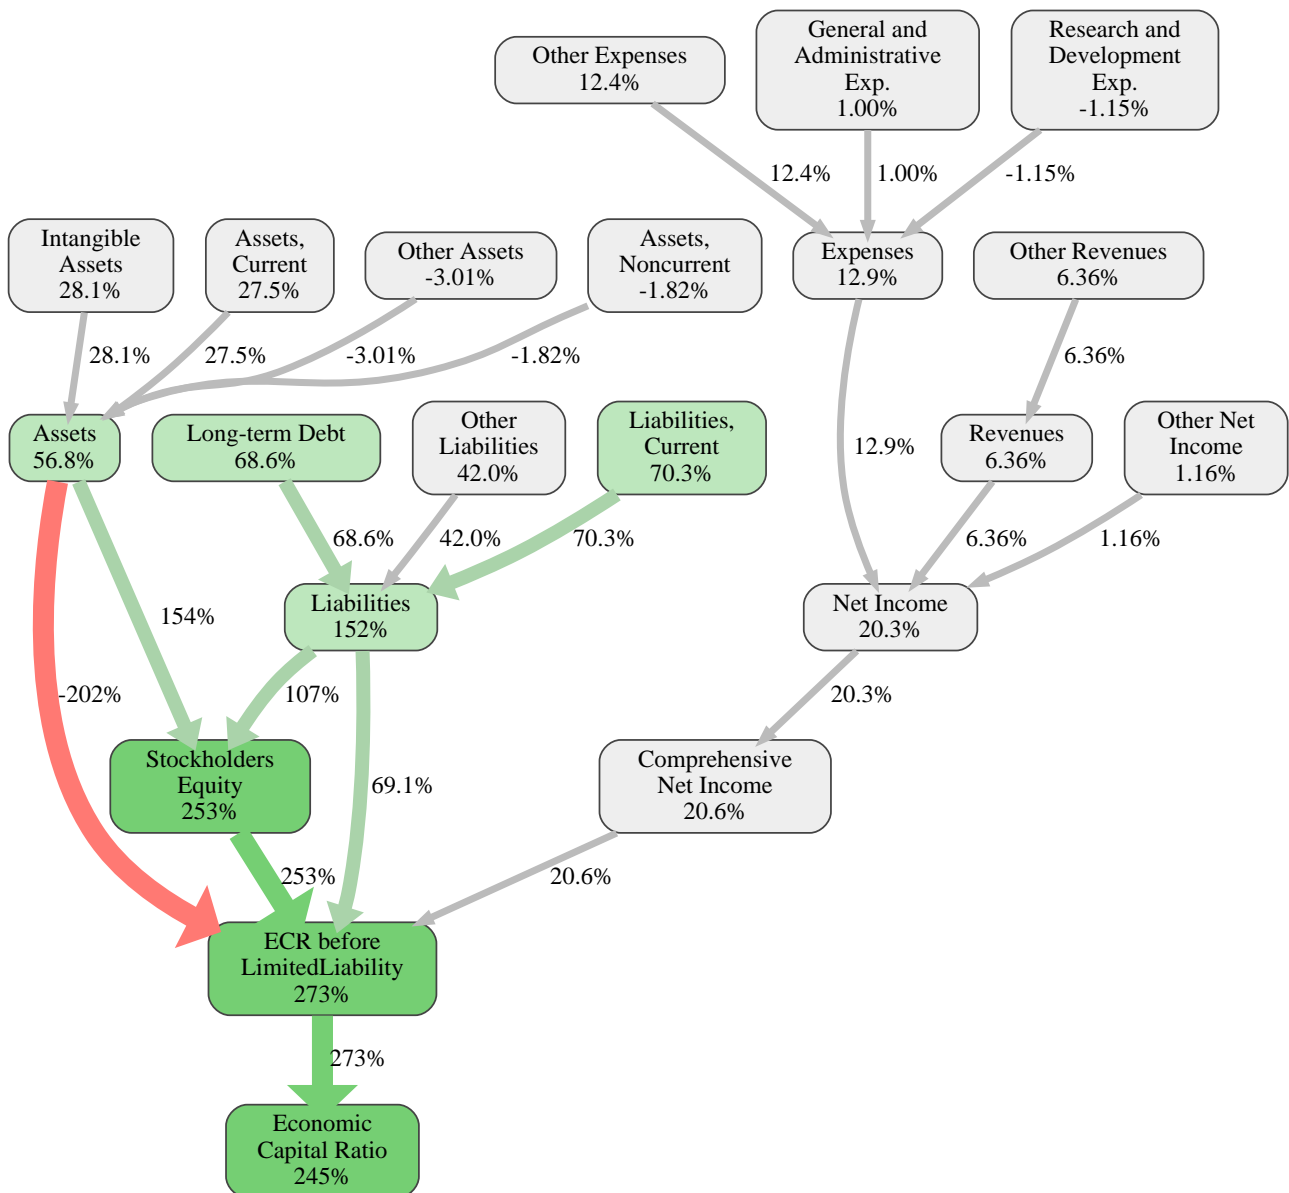 Other Expenses
12.4%
General and
Administrative
Exp.
1.00%
Research and
Development
Exp.
-1.15%
12.4%
1.00%
-1.15%
Intangible
Assets
28.1%
Assets,
Current
27.5%
Other Assets
-3.01%
Assets,
Noncurrent
-1.82%
Expenses
12.9%
Other Revenues
6.36%
28.1%
27.5%
-3.01%
-1.82%
6.36%
Assets
56.8%
Long-term Debt
68.6%
Other
Liabilities
42.0%
Liabilities,
Current
70.3%
12.9%
Revenues
6.36%
Other Net
Income
1.16%
68.6%
42.0%
70.3%
6.36%
1.16%
154%
Liabilities
152%
Net Income
20.3%
-202%
107%
20.3%
Stockholders
Equity
253%
69.1%
Comprehensive
Net Income
20.6%
253%
20.6%
ECR before
LimitedLiability
273%
273%
Economic
Capital Ratio
245%